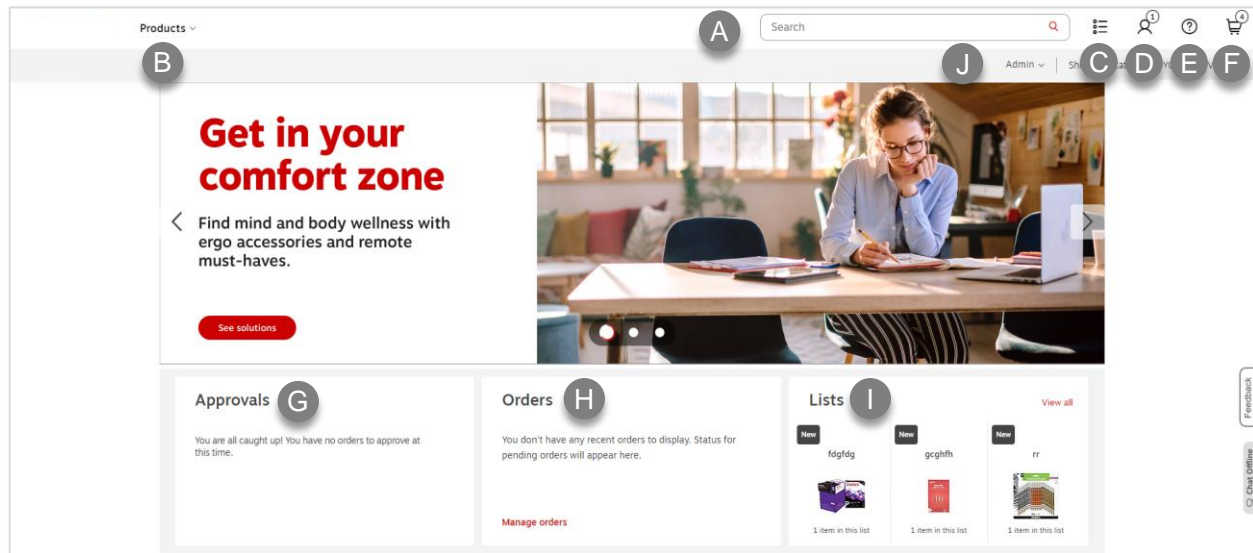 Products
A
Search
1
4
B
J
Admin
C
D
E
F
Get in your
comfort zone
Find mind and body wellness with
ergo accessories and remote
must-haves.
See solutions
Approvals
G
You are all caught up! You have no orders to approve at
this time.
Orders
H
You don't have any recent orders to display. Status for
pending orders will appear here.
Manage orders
Lists
I
View all
New
New
New
fdgfdg
gcghfh
rr
1 item in this list
1 item in this list
1 item in this list
Feedback
Chat Offline